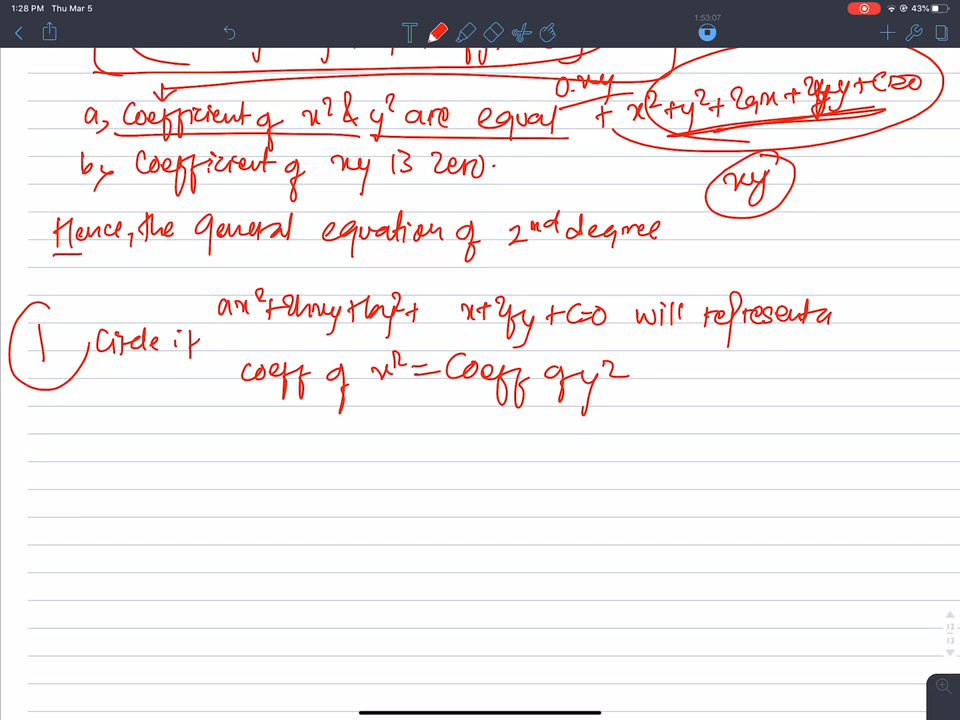 1:28 PM Thu Mar 5
43%
1:53:07
T
0.xy
a, Coefficient of x² & y² are equal + x²+y²+2gx+2fy+C=0
b, Coefficient of xy is zero.
xy
Hence, the General equation of 2nd degree
ax²+2hxy+by²+ x+2fy+C=0 will represent a
1 Circle if
coeff of x² = Coeff of y²
12
13